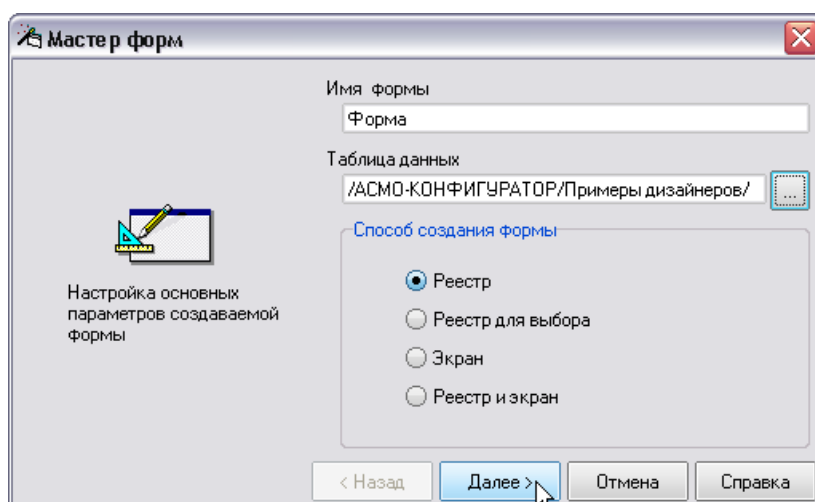 Мастер форм
Имя формы
Форма
Таблица данных
/АСМО-КОНФИГУРАТОР/Примеры дизайнеров/
...
Способ создания формы
Реестр
Реестр для выбора
Экран
Реестр и экран
Настройка основных
параметров создаваемой
формы
< Назад
Далее >
Отмена
Справка